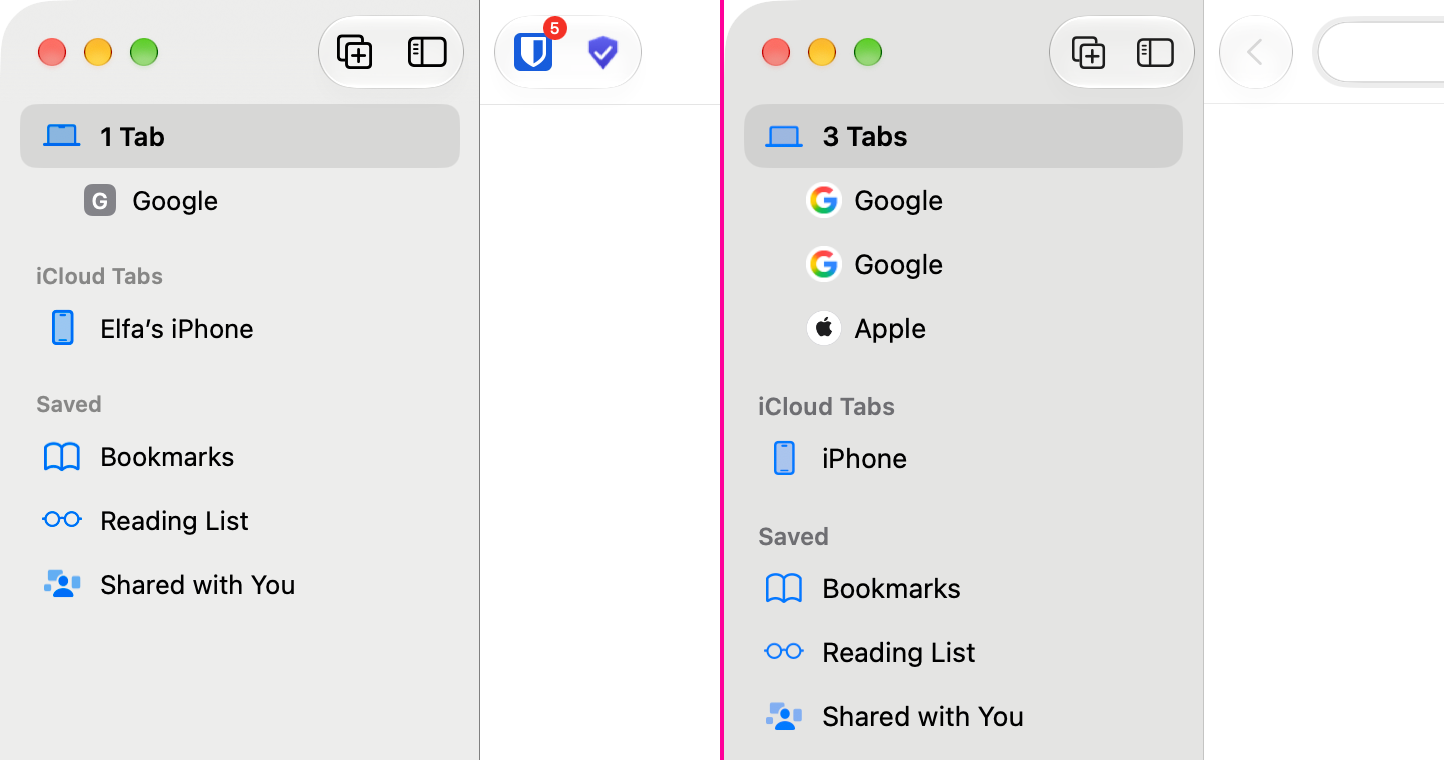 5
1 Tab
G Google
iCloud Tabs
Elfa’s iPhone
Saved
Bookmarks
Reading List
Shared with You
3 Tabs
Google
Google
Apple
iCloud Tabs
iPhone
Saved
Bookmarks
Reading List
Shared with You